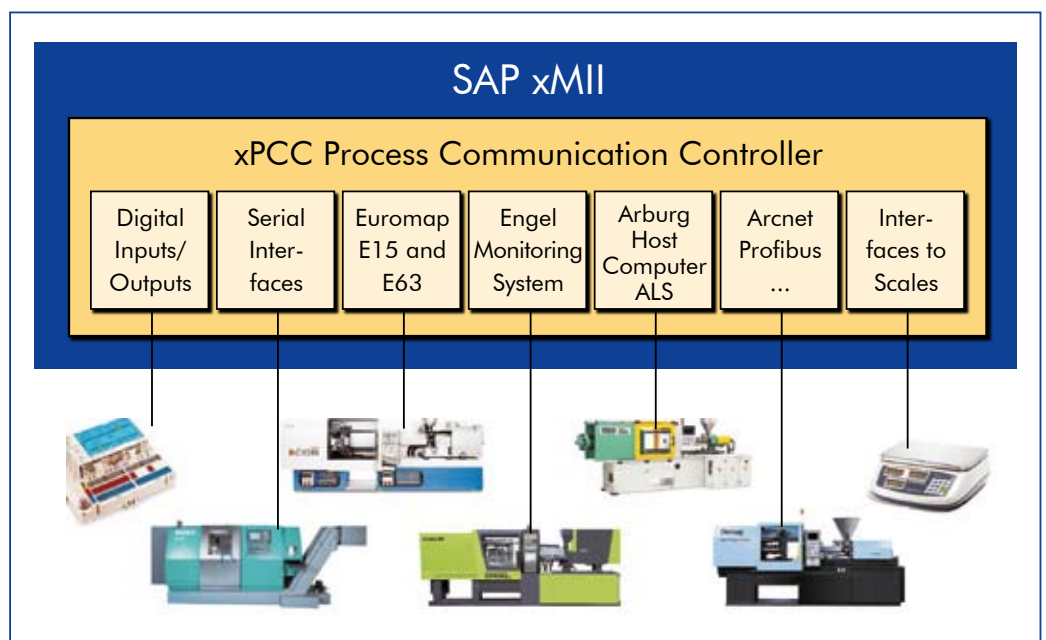 SAP xMII
xPCC Process Communication Controller
Digital
Inputs/
Outputs
Serial
Inter-
faces
Euromap
E15 and
E63
Engel
Monitoring
System
Arburg
Host
Computer
ALS
Arcnet
Profibus
...
Inter-
faces to
Scales
ENGEL